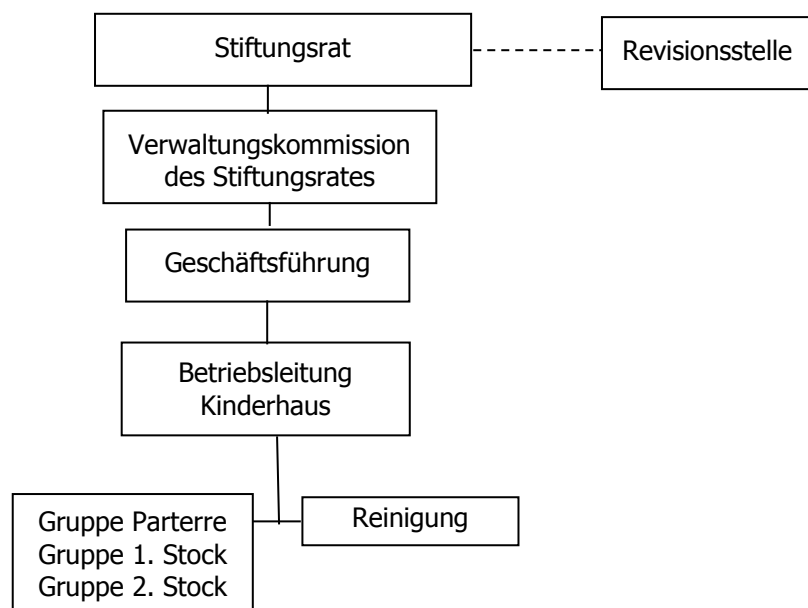 Stiftungsrat
Revisionsstelle
Verwaltungskommission
des Stiftungsrates
Geschäftsführung
Betriebsleitung
Kinderhaus
Gruppe Parterre
Gruppe 1. Stock
Gruppe 2. Stock
Reinigung